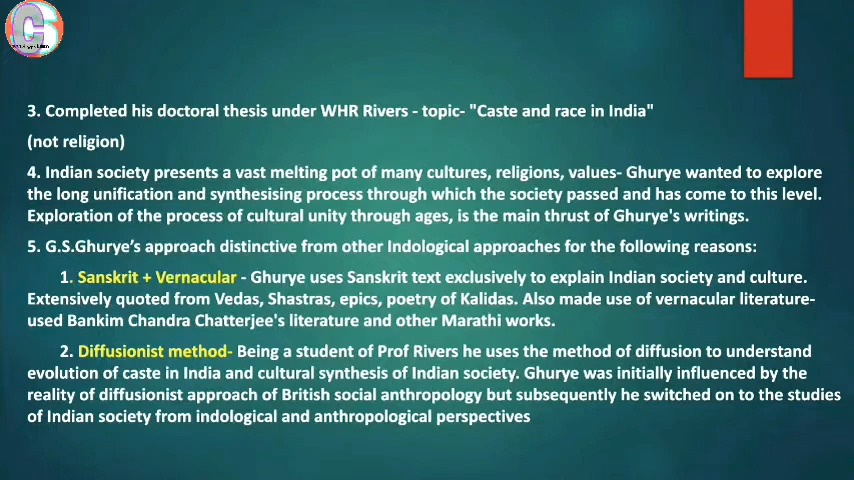 3. Completed his doctoral thesis under WHR Rivers - topic- "Caste and race in India"
(not religion)
4. Indian society presents a vast melting pot of many cultures, religions, values- Ghurye wanted to explore
the long unification and synthesising process through which the society passed and has come to this level.
Exploration of the process of cultural unity through ages, is the main thrust of Ghurye's writings.
5. G.S.Ghurye’s approach distinctive from other Indological approaches for the following reasons:
1. Sanskrit + Vernacular - Ghurye uses Sanskrit text exclusively to explain Indian society and culture.
Extensively quoted from Vedas, Shastras, epics, poetry of Kalidas. Also made use of vernacular literature-
used Bankim Chandra Chatterjee's literature and other Marathi works.
2. Diffusionist method- Being a student of Prof Rivers he uses the method of diffusion to understand
evolution of caste in India and cultural synthesis of Indian society. Ghurye was initially influenced by the
reality of diffusionist approach of British social anthropology but subsequently he switched on to the studies
of Indian society from indological and anthropological perspectives